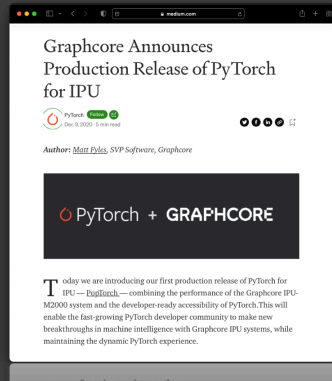 medium.com
Graphcore Announces
Production Release of PyTorch
for IPU
PyTorch Follow
Dec 9, 2020 · 5 min read
Author: Matt Fyles, SVP Software, Graphcore
PyTorch + GRAPHCORE
Today we are introducing our first production release of PyTorch for
IPU — PopTorch — combining the performance of the Graphcore IPU-
M2000 system and the developer-ready accessibility of PyTorch.This will
enable the fast-growing PyTorch developer community to make new
breakthroughs in machine intelligence with Graphcore IPU systems, while
maintaining the dynamic PyTorch experience.